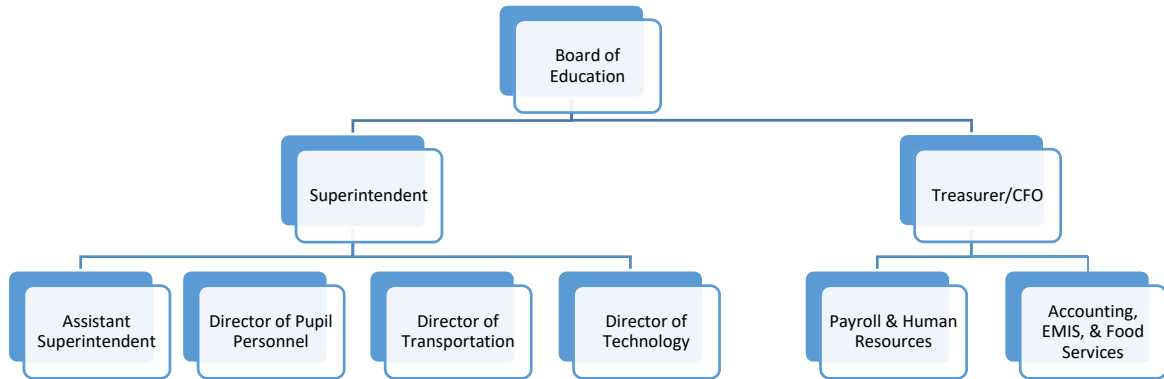 Board of
Education
Superintendent
Treasurer/CFO
Assistant
Superintendent
Director of Pupil
Personnel
Director of
Transportation
Director of
Technology
Payroll & Human
Resources
Accounting,
EMIS, & Food
Services